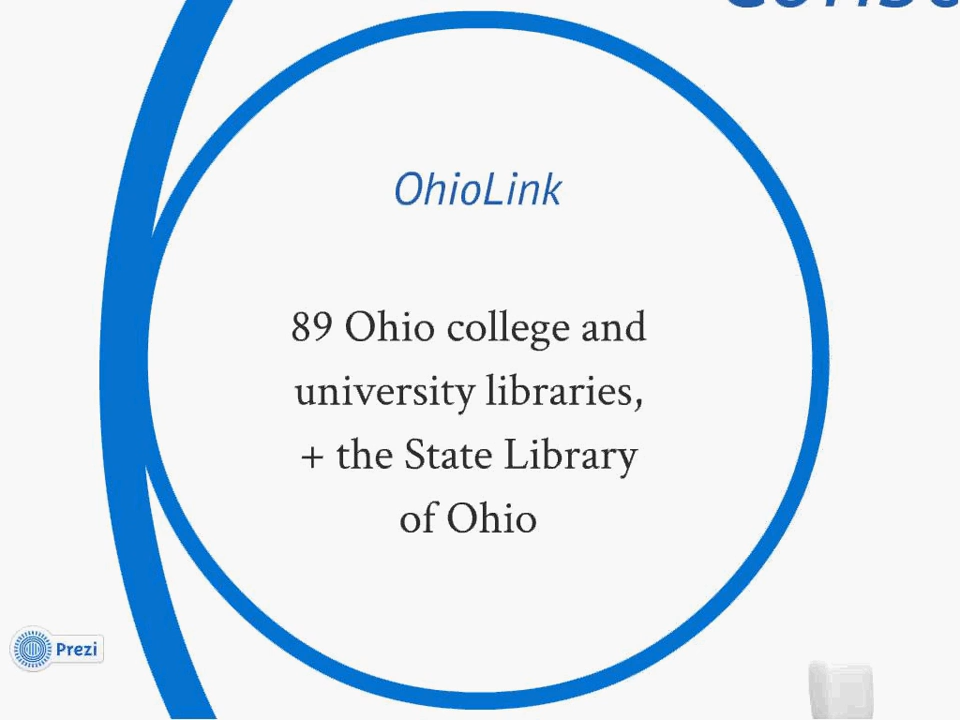 OhioLink
89 Ohio college and
university libraries,
+ the State Library
of Ohio
Prezi